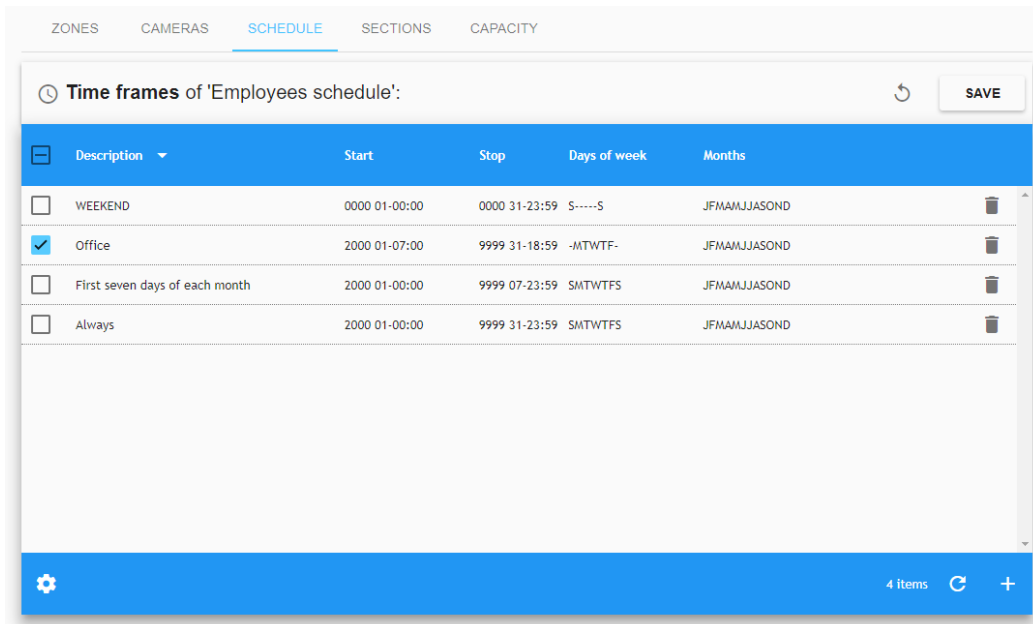 ZONES CAMERAS SCHEDULE SECTIONS CAPACITY
Time frames of 'Employees schedule': SAVE
Description Start Stop Days of week Months
WEEKEND 0000 01-00:00 0000 31-23:59 S-----S JFMAMJJASOND
Office 2000 01-07:00 9999 31-18:59 -MTWTF- JFMAMJJASOND
First seven days of each month 2000 01-00:00 9999 07-23:59 SMTWTFS JFMAMJJASOND
Always 2000 01-00:00 9999 31-23:59 SMTWTFS JFMAMJJASOND
4 items